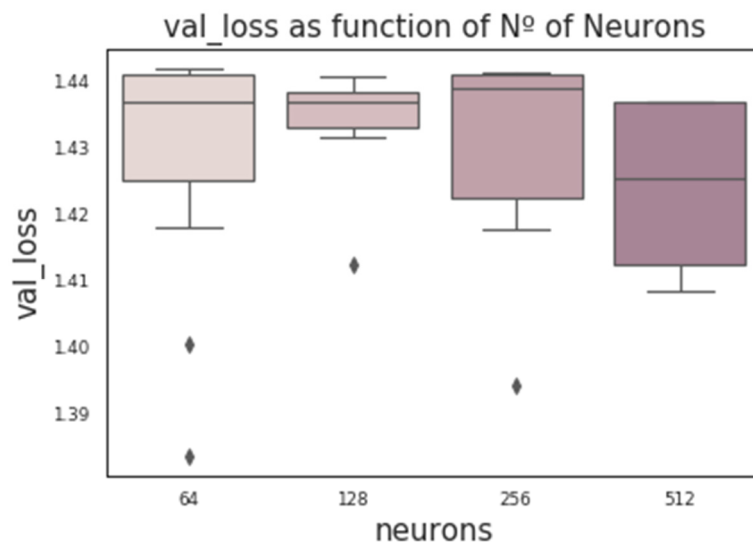 val_loss as function of Nº of Neurons
1.44
1.43
1.42
1.41
1.40
1.39
val_loss
64 128 256 512
neurons